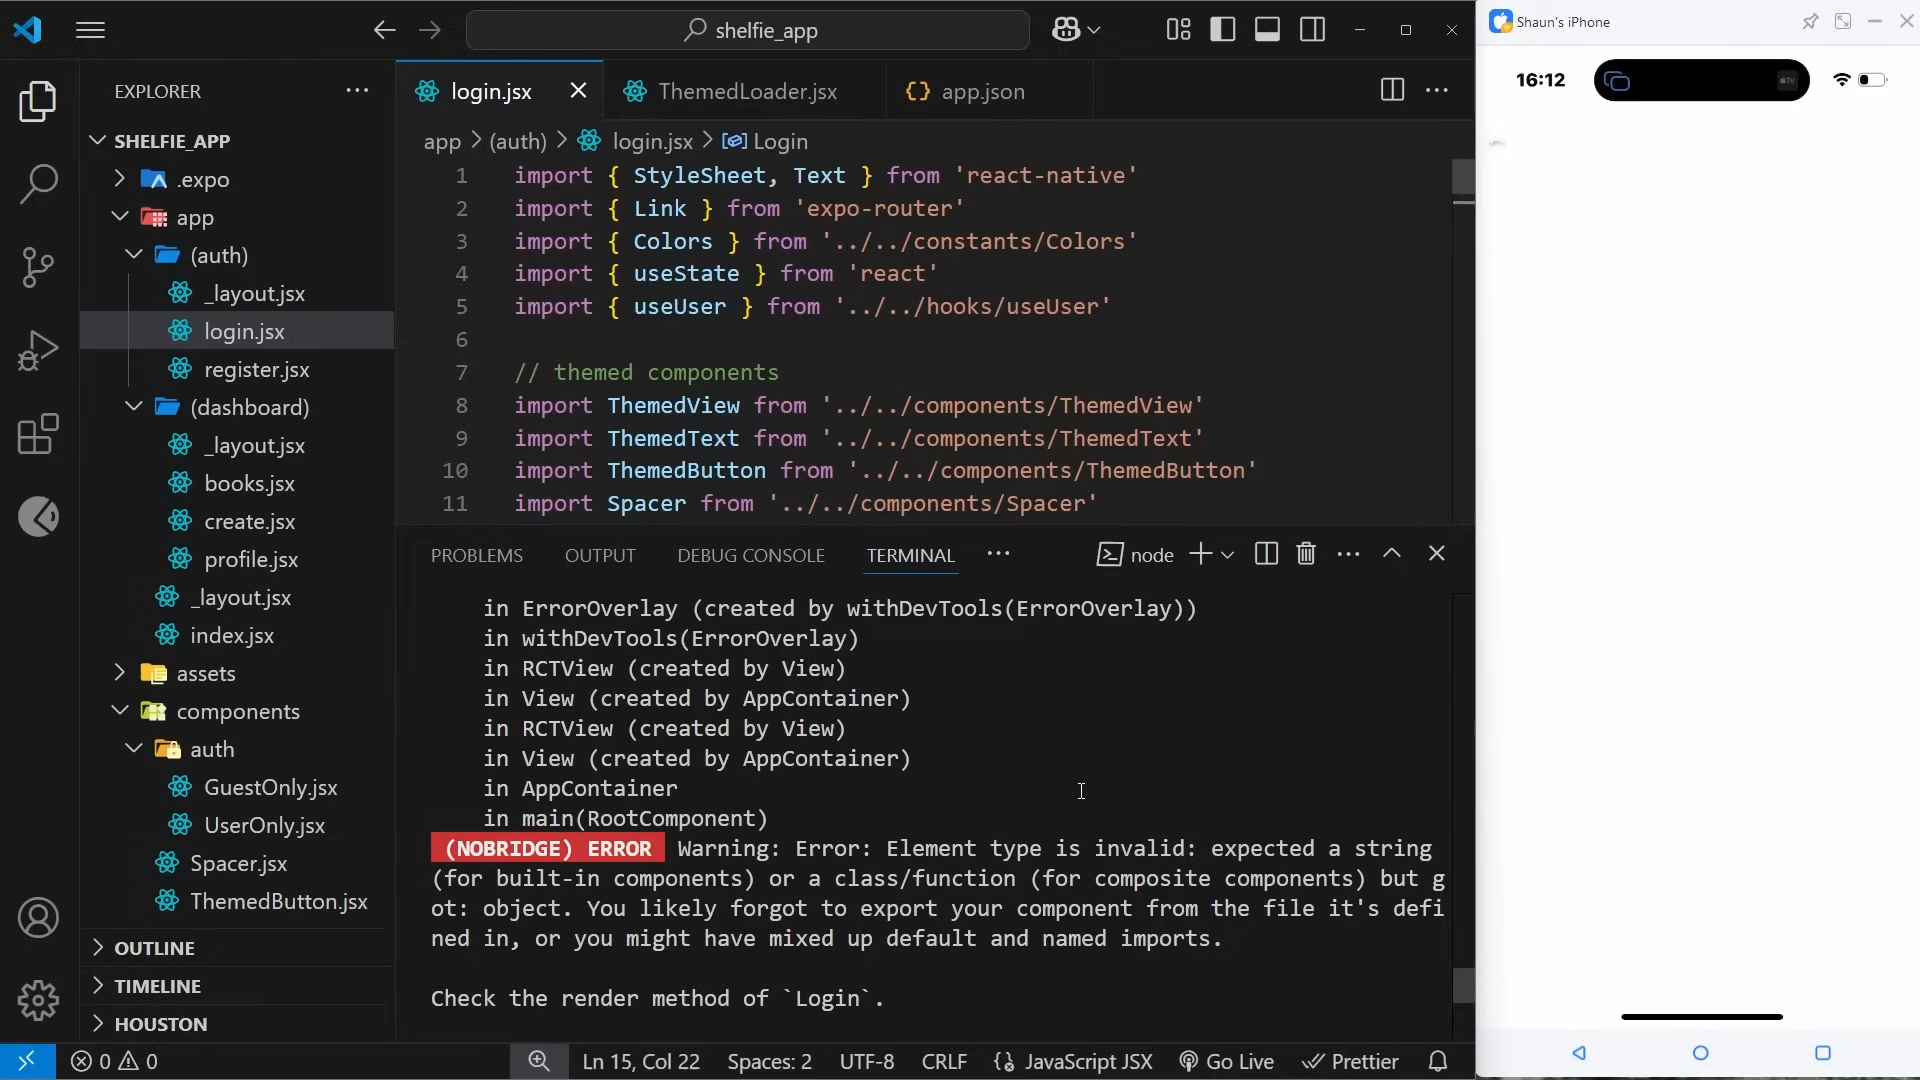 shelfie_app
EXPLORER
SHELFIE_APP
.expo
app
(auth)
_layout.jsx
login.jsx
register.jsx
(dashboard)
_layout.jsx
books.jsx
create.jsx
profile.jsx
_layout.jsx
index.jsx
assets
components
auth
GuestOnly.jsx
UserOnly.jsx
Spacer.jsx
ThemedButton.jsx
OUTLINE
TIMELINE
HOUSTON
login.jsx
ThemedLoader.jsx
{} app.json
app > (auth) > login.jsx > Login
1 import { StyleSheet, Text } from 'react-native'
2 import { Link } from 'expo-router'
3 import { Colors } from '../../constants/Colors'
4 import { useState } from 'react'
5 import { useUser } from '../../hooks/useUser'
6
7 // themed components
8 import ThemedView from '../../components/ThemedView'
9 import ThemedText from '../../components/ThemedText'
10 import ThemedButton from '../../components/ThemedButton'
11 import Spacer from '../../components/Spacer'
PROBLEMS OUTPUT DEBUG CONSOLE TERMINAL node
in ErrorOverlay (created by withDevTools(ErrorOverlay))
in withDevTools(ErrorOverlay)
in RCTView (created by View)
in View (created by AppContainer)
in RCTView (created by View)
in View (created by AppContainer)
in AppContainer
in main(RootComponent)
(NOBRIDGE) ERROR Warning: Error: Element type is invalid: expected a string
(for built-in components) or a class/function (for composite components) but g
ot: object. You likely forgot to export your component from the file it's defi
ned in, or you might have mixed up default and named imports.
Check the render method of `Login`.
0 0 Ln 15, Col 22 Spaces: 2 UTF-8 CRLF JavaScript JSX Go Live Prettier
Shaun's iPhone
16:12